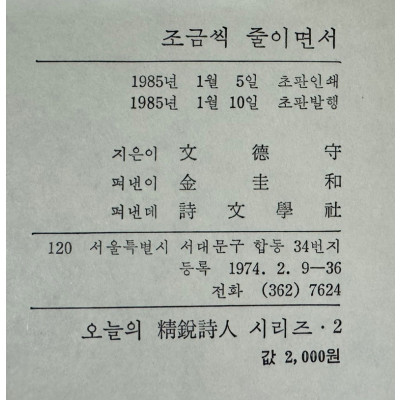 조금씩 줄이면서
1985년 1월 5일 초판인쇄
1985년 1월 10일 초판발행
지은이 文 德 守
펴낸이 金 圭 和
펴낸데 詩 文 學 社
120 서울특별시 서대문구 합동 34번지
등록 1974. 2. 9—36
전화 (362) 7624
오늘의 精銳詩人 시리즈·2
값 2,000원